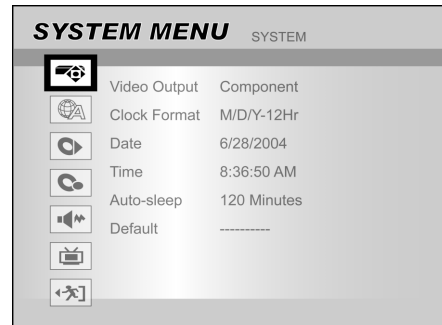 SYSTEM MENU SYSTEM
Video Output Component
Clock Format M/D/Y-12Hr
Date 6/28/2004
Time 8:36:50 AM
Auto-sleep 120 Minutes
Default ----------